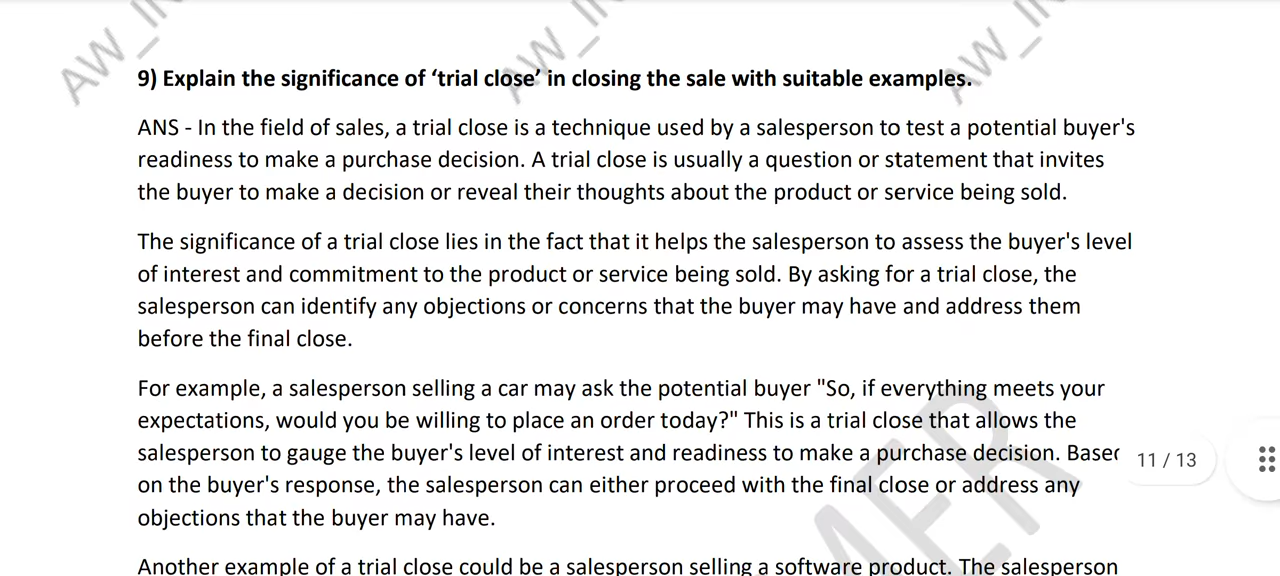 9) Explain the significance of ‘trial close’ in closing the sale with suitable examples.
ANS - In the field of sales, a trial close is a technique used by a salesperson to test a potential buyer's
readiness to make a purchase decision. A trial close is usually a question or statement that invites
the buyer to make a decision or reveal their thoughts about the product or service being sold.
The significance of a trial close lies in the fact that it helps the salesperson to assess the buyer's level
of interest and commitment to the product or service being sold. By asking for a trial close, the
salesperson can identify any objections or concerns that the buyer may have and address them
before the final close.
For example, a salesperson selling a car may ask the potential buyer "So, if everything meets your
expectations, would you be willing to place an order today?" This is a trial close that allows the
salesperson to gauge the buyer's level of interest and readiness to make a purchase decision.
11 / 13
on the buyer's response, the salesperson can either proceed with the final close or address any
objections that the buyer may have.
Another example of a trial close could be a salesperson selling a software product. The salesperson